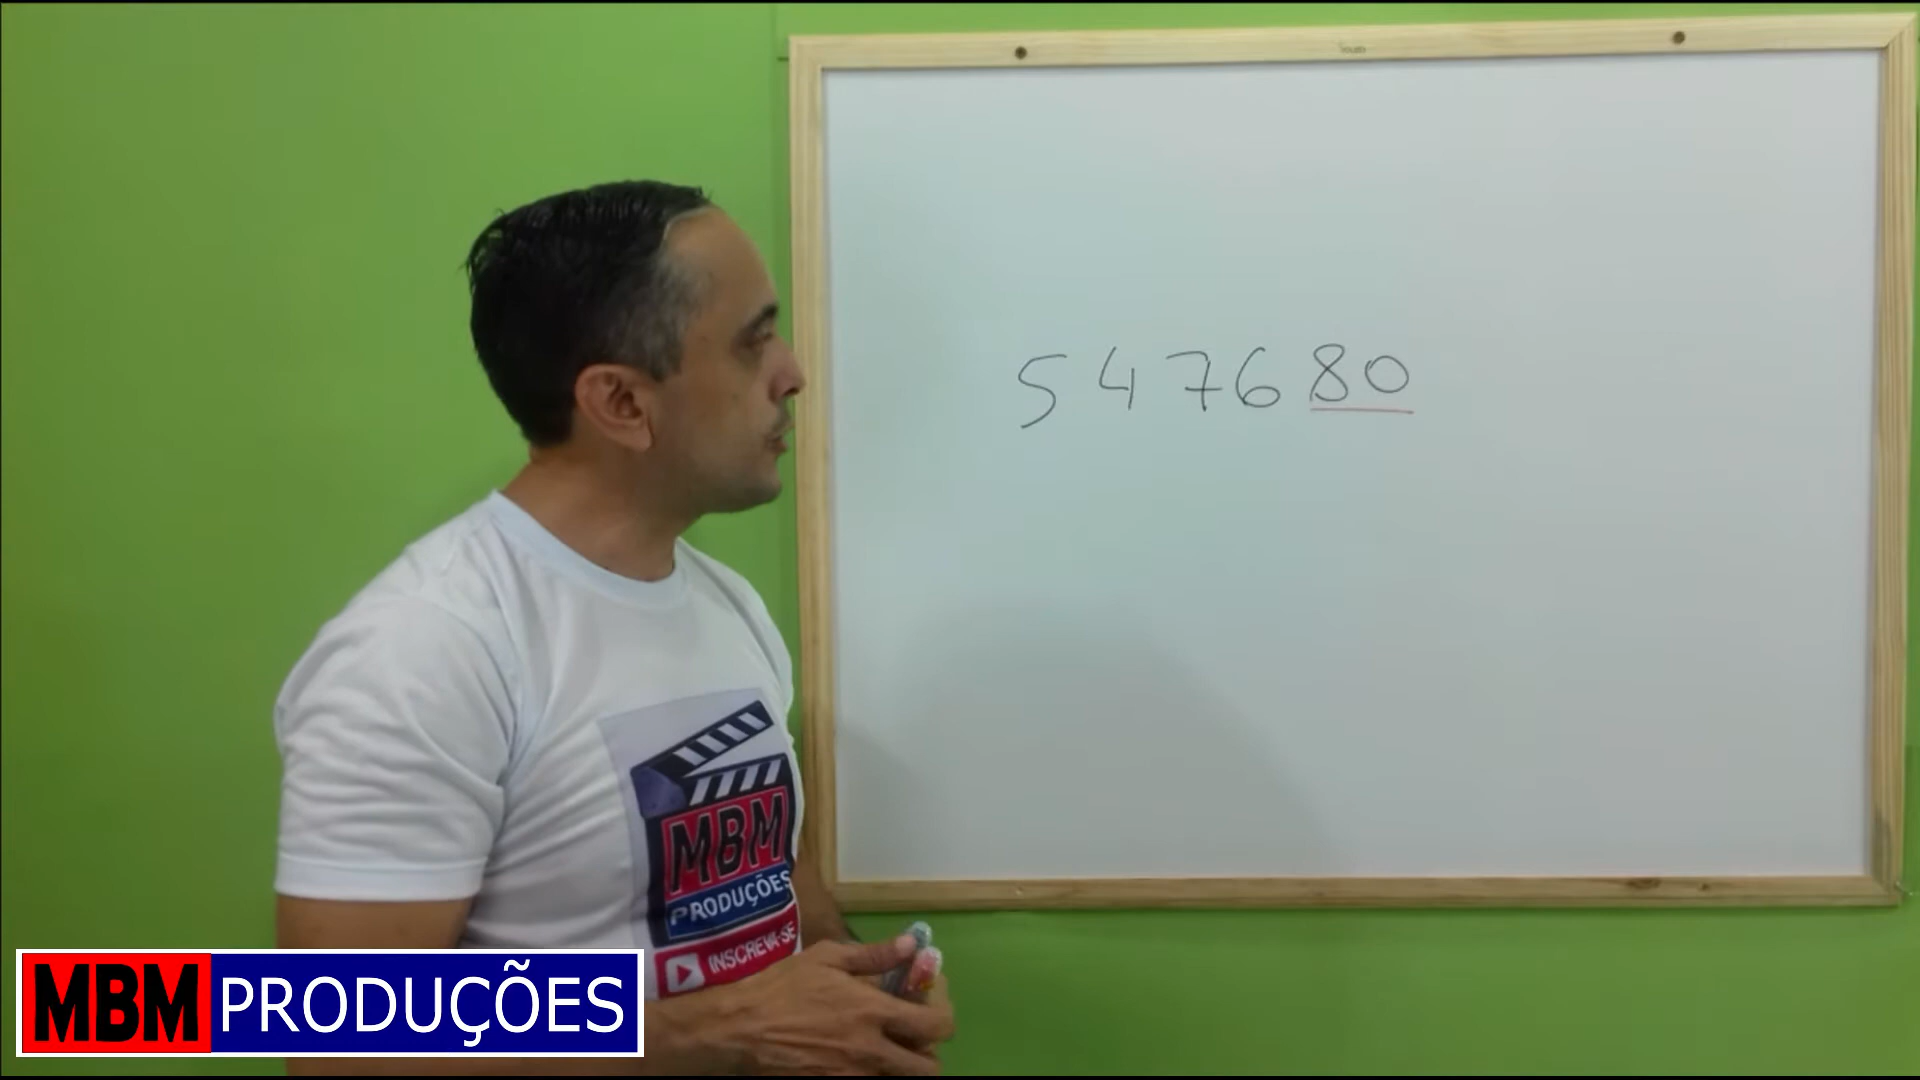 547680
MBM
PRODUÇÕES
INSCREVA-SE
MBM PRODUÇÕES